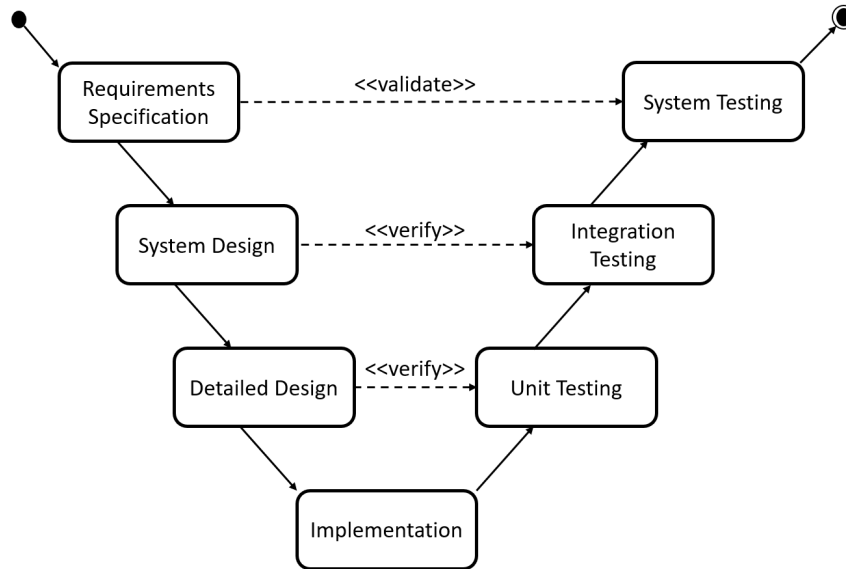 Requirements
Specification
<<validate>>
System Testing
System Design
<<verify>>
Integration
Testing
Detailed Design
<<verify>>
Unit Testing
Implementation